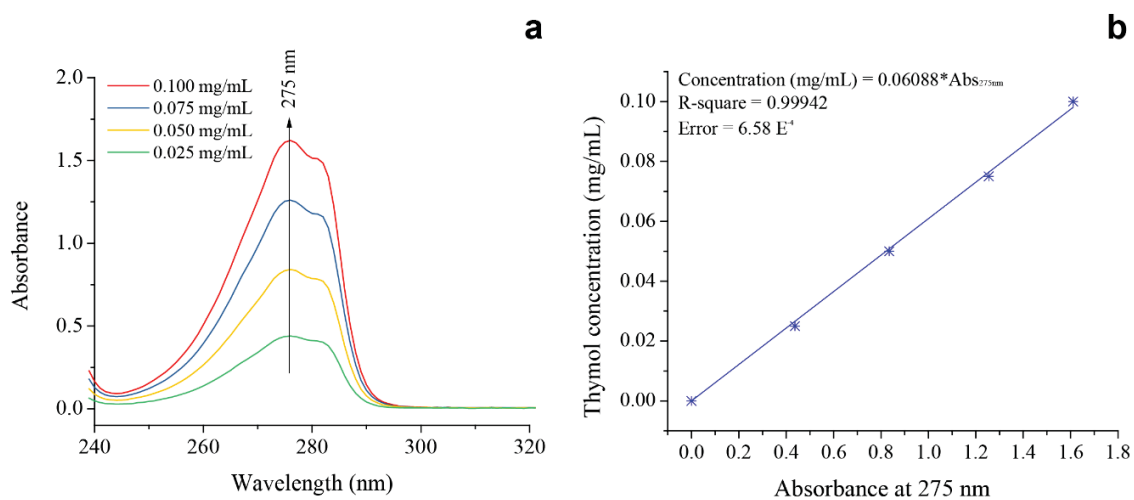 a
275 nm
0.100 mg/mL
0.075 mg/mL
0.050 mg/mL
0.025 mg/mL
2.0
1.5
1.0
0.5
0.0
Absorbance
240
260
280
300
320
Wavelength (nm)
b
Concentration (mg/mL) = 0.06088*Abs₂₇₅ₙₘ
R-square = 0.99942
Error = 6.58 E⁻⁴
0.10
0.08
0.06
0.04
0.02
0.00
Thymol concentration (mg/mL)
0.0
0.2
0.4
0.6
0.8
1.0
1.2
1.4
1.6
1.8
Absorbance at 275 nm